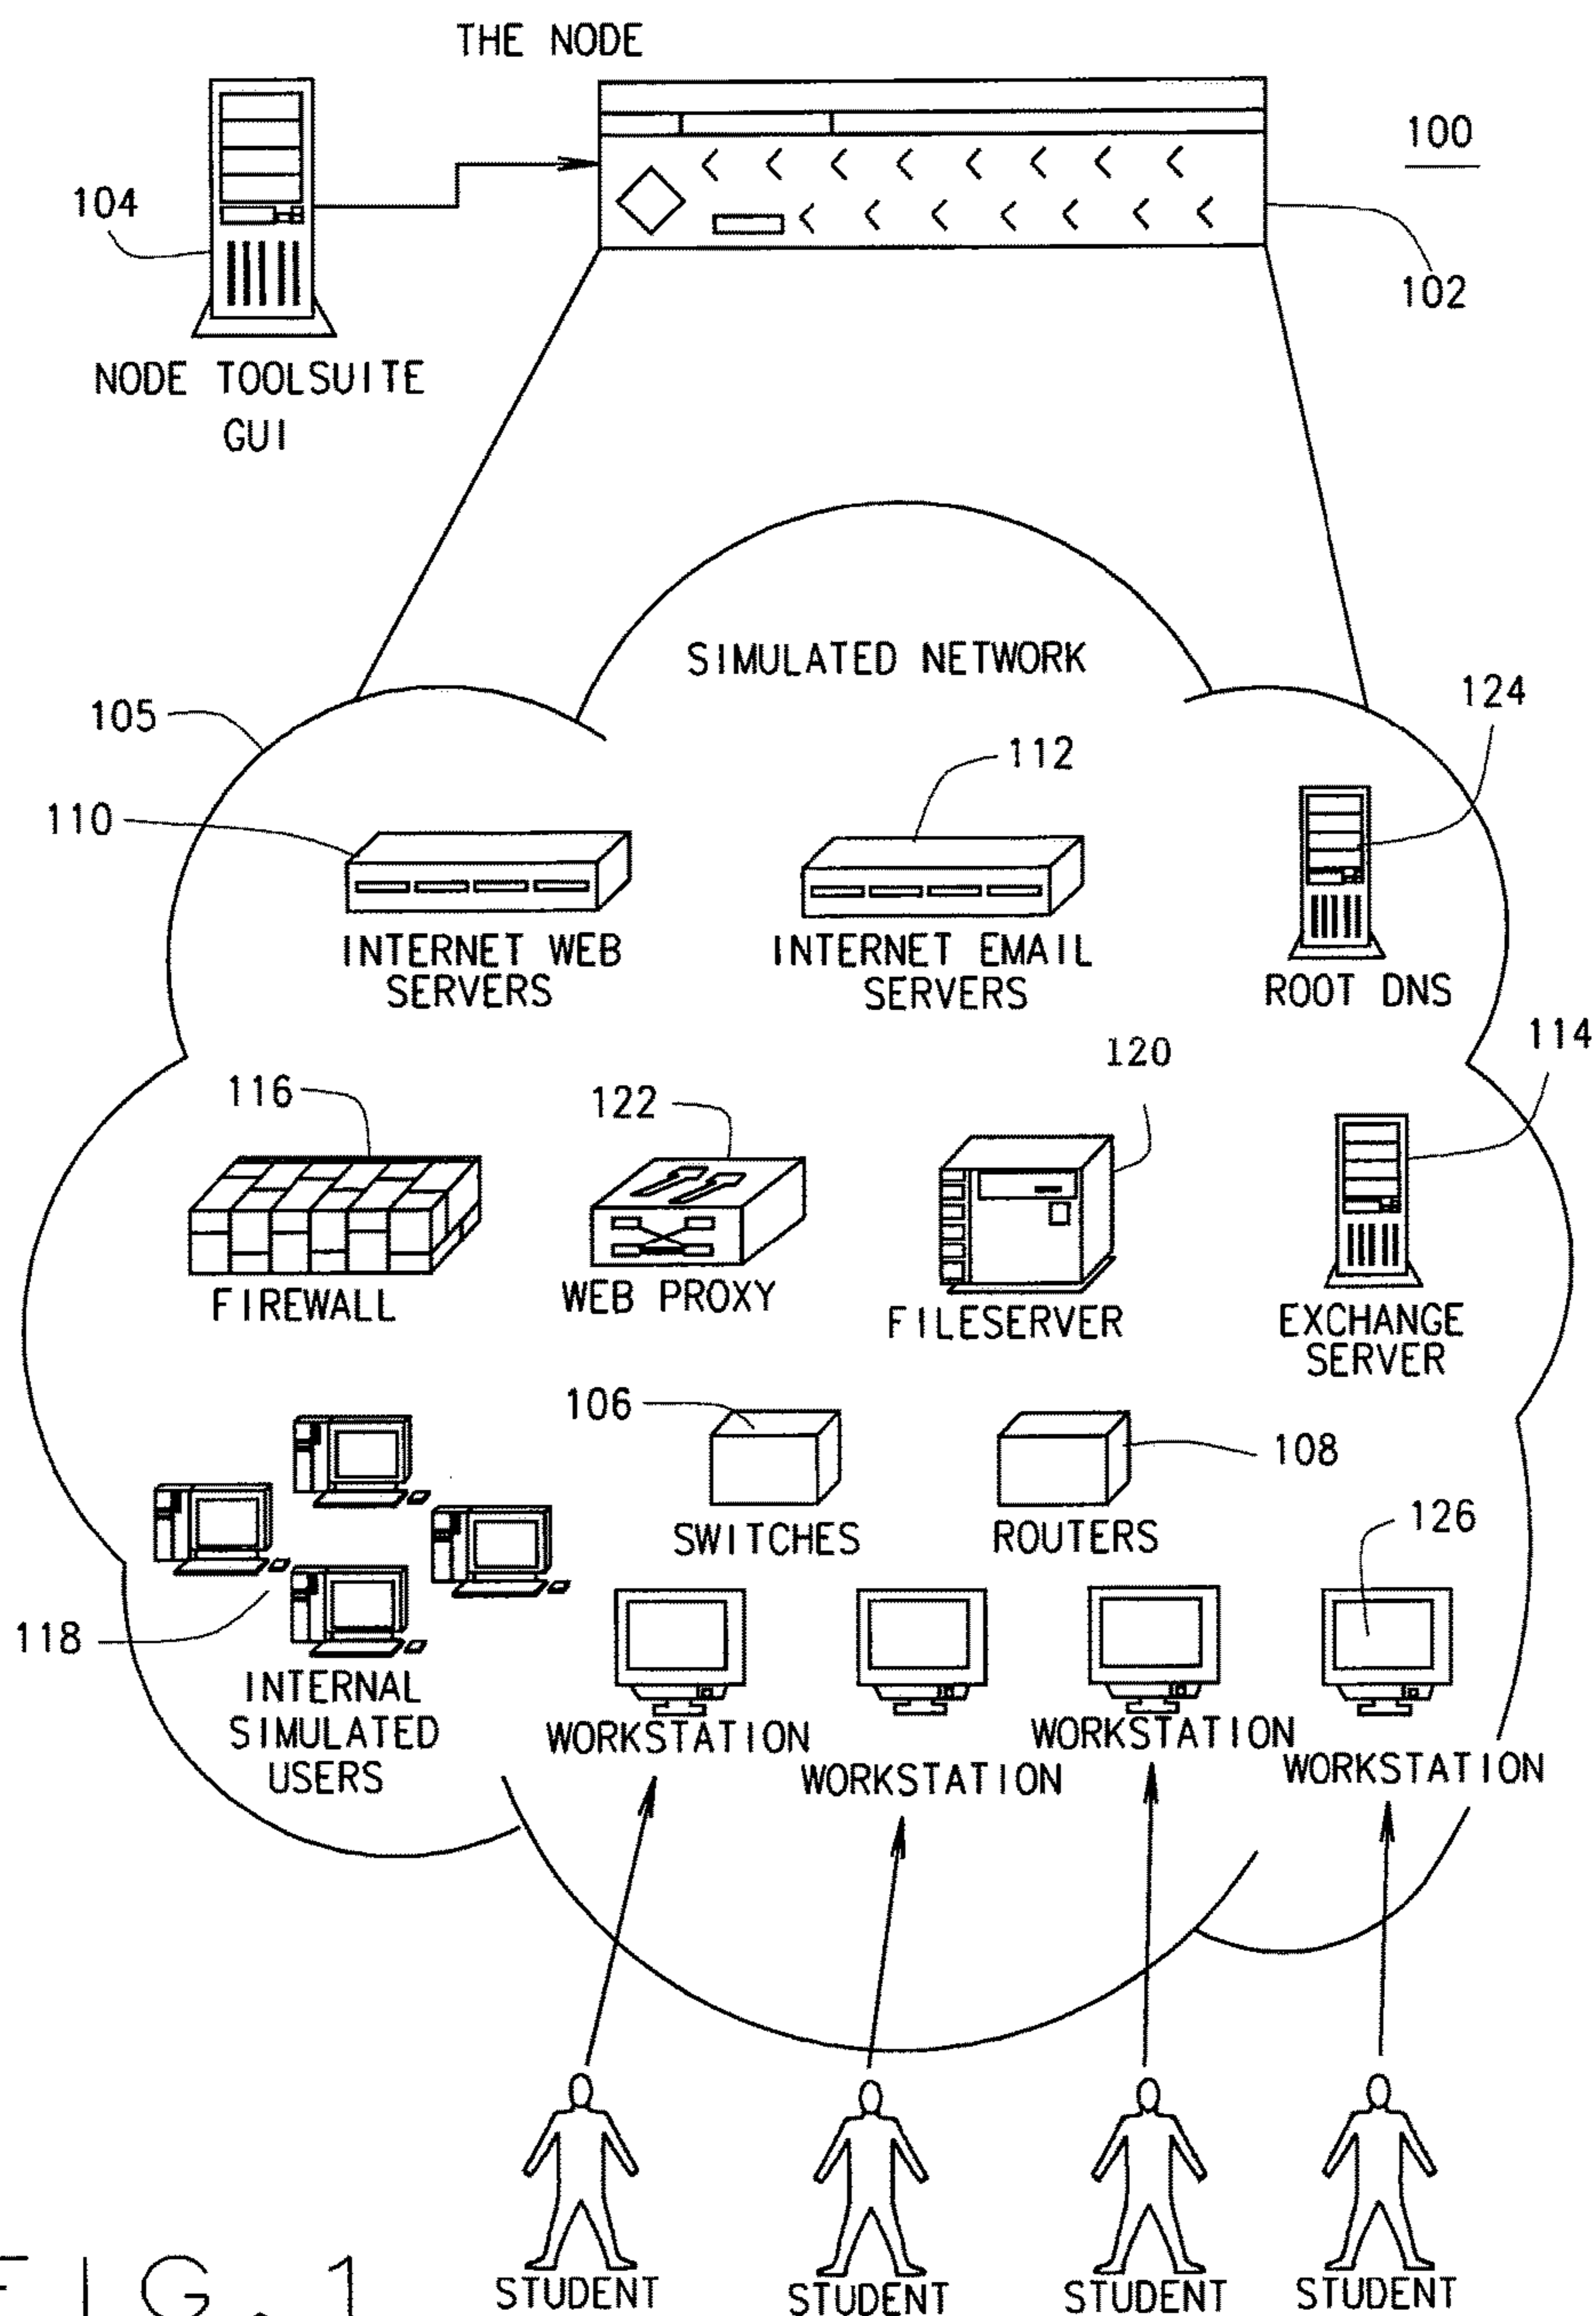 THE NODE
100
104
102
NODE TOOLSUITE
GUI
SIMULATED NETWORK
105
124
112
110
INTERNET WEB
SERVERS
INTERNET EMAIL
SERVERS
ROOT DNS
114
120
116
122
FIREWALL
WEB PROXY
FILESERVER
EXCHANGE
SERVER
106
108
SWITCHES
ROUTERS
126
118
INTERNAL
SIMULATED
USERS
WORKSTATION
WORKSTATION
WORKSTATION
WORKSTATION
STUDENT
STUDENT
STUDENT
STUDENT
FIG. 1